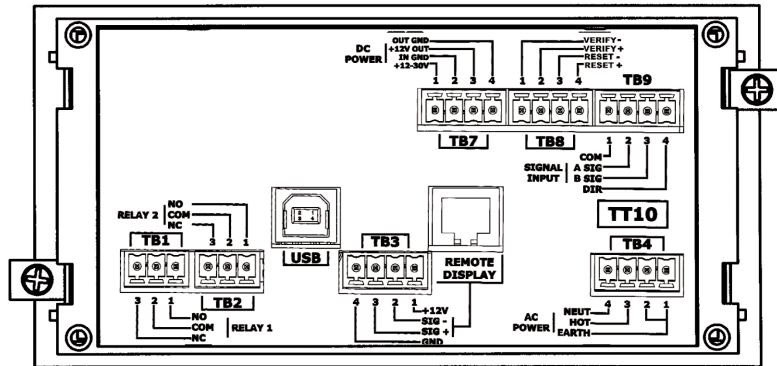 OUT GND
DC +12V OUT
POWER IN GND
+12-30V
1 2 3 4
VERIFY -
VERIFY +
RESET -
RESET +
1 2 3 4
TB9
TB7
TB8
1 2 3 4
COM
SIGNAL A SIG
INPUT B SIG
DIR
TT10
NO
RELAY 2 COM
NC
3 2 1
TB1
TB2
3 2 1
NO
COM RELAY 1
NC
USB
TB3
REMOTE
DISPLAY
4 3 2 1
+12V
SIG -
SIG +
GND
TB4
4 3 2 1
AC NEUT
POWER HOT
EARTH